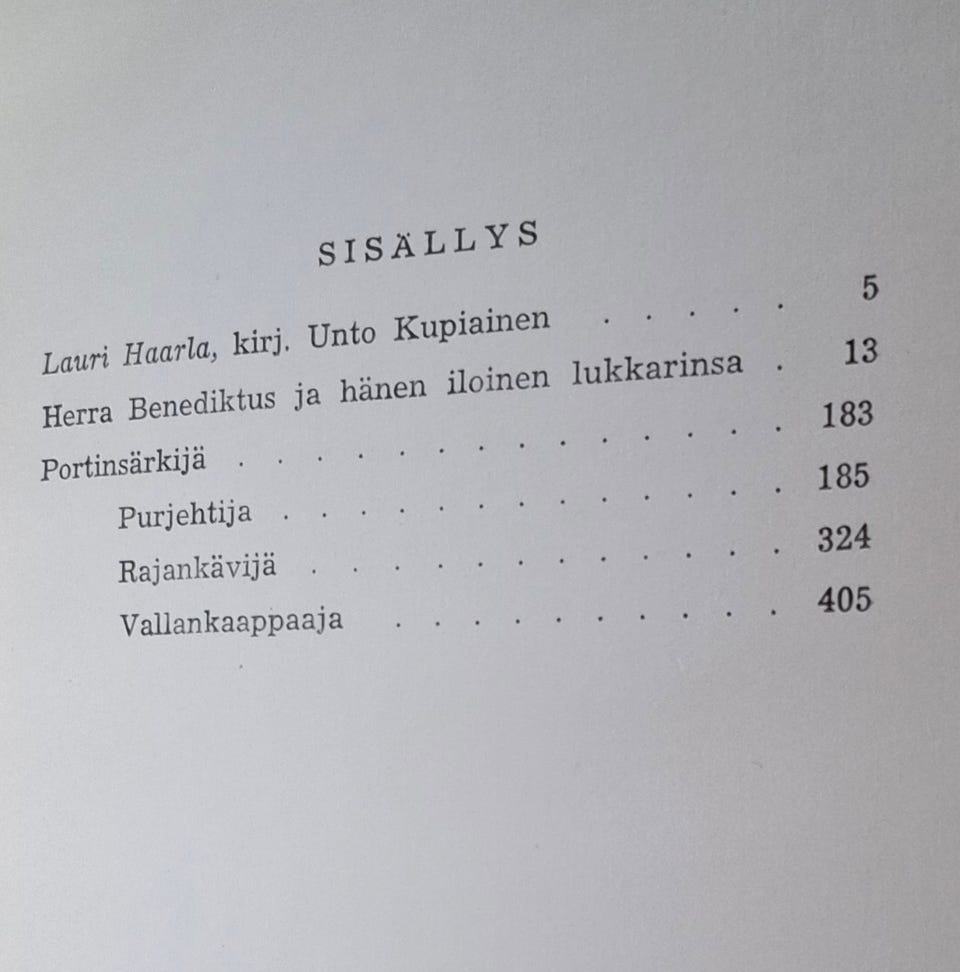 SISÄLLYS
Lauri Haarla, kirj. Unto Kupiainen . . . . . 5
Herra Benediktus ja hänen iloinen lukkarinsa . 13
Portinsärkijä . . . . . . . . . . . . . . 183
Purjehtija . . . . . . . . . . . . . 185
Rajankävijä . . . . . . . . . . . . 324
Vallankaappaaja . . . . . . . . . . 405